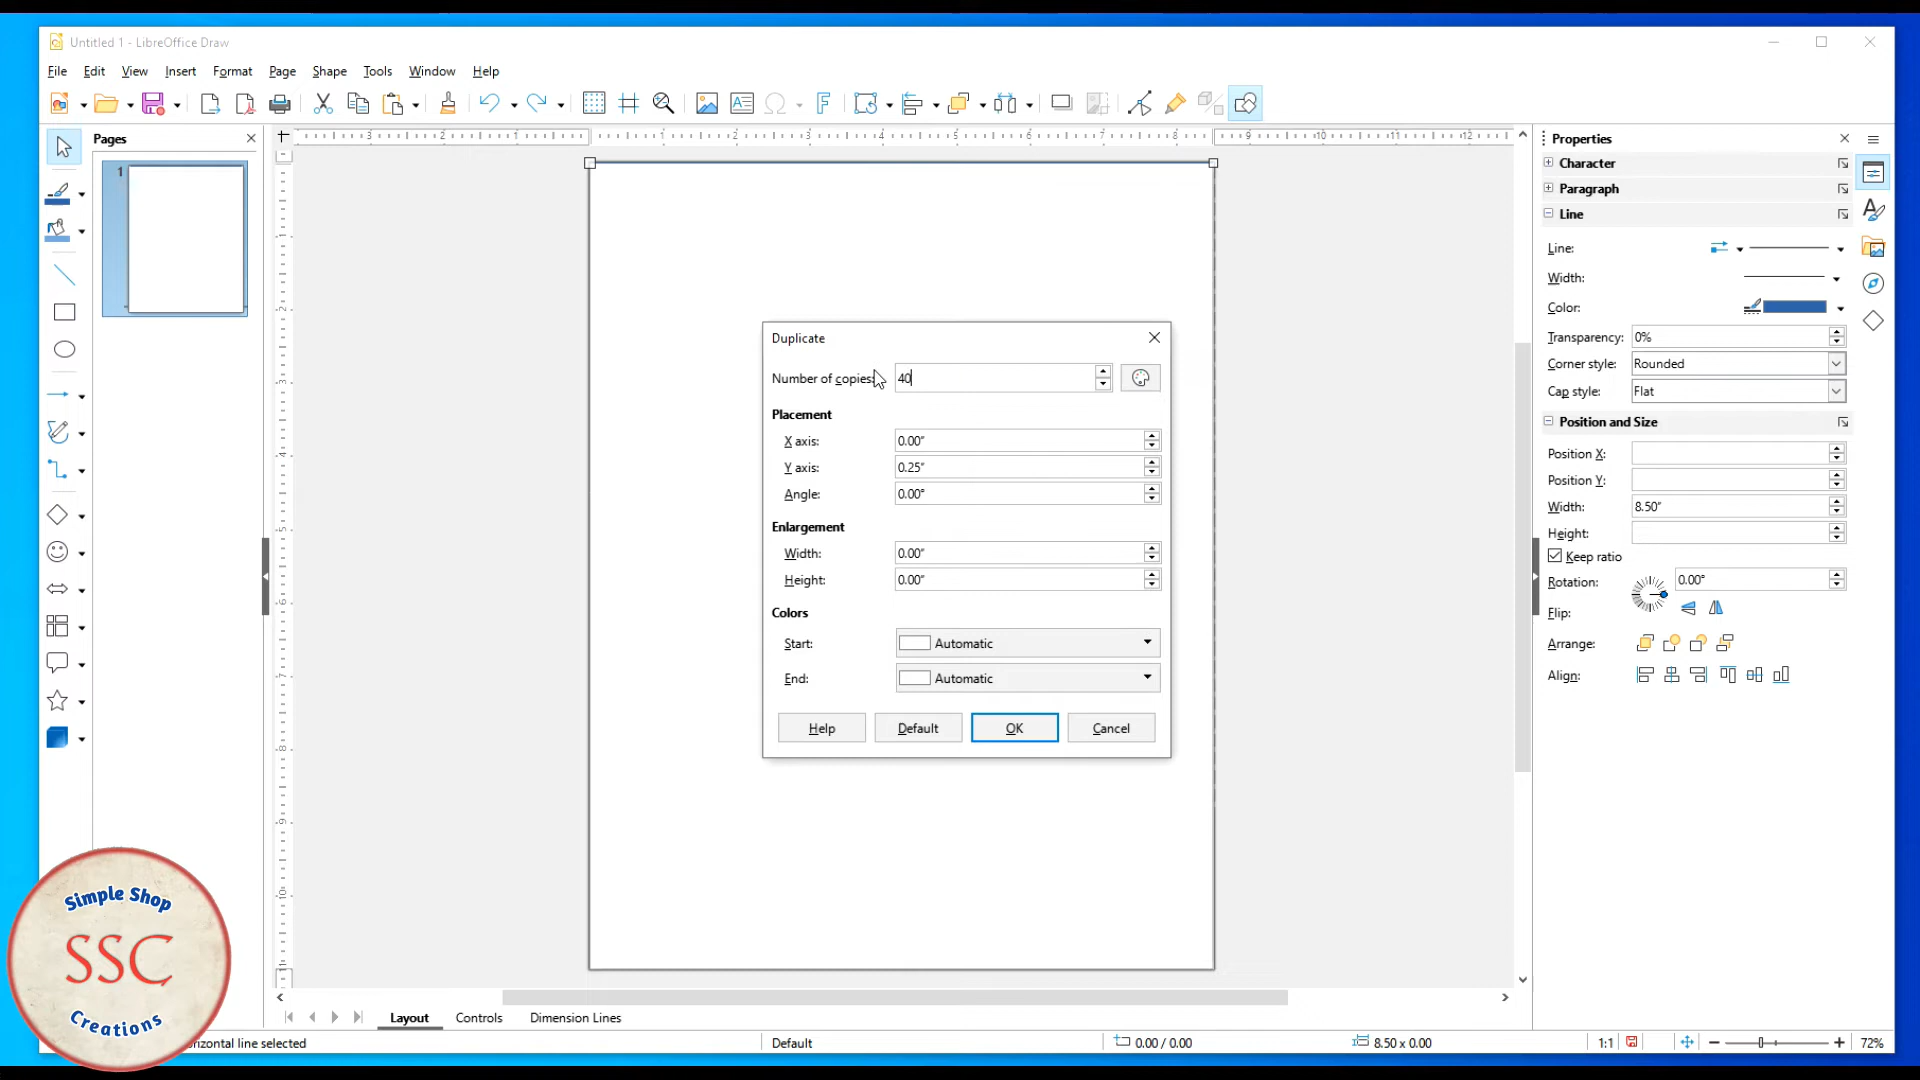 Untitled 1 - LibreOffice Draw
File Edit View Insert Format Page Shape Tools Window Help
Pages
1
Properties
Character
Paragraph
Line
Line:
Width:
Color:
Transparency: 0%
Corner style: Rounded
Cap style: Flat
Position and Size
Position X:
Position Y:
Width: 8.50"
Height:
Keep ratio
Rotation: 0.00°
Flip:
Arrange:
Align:
Duplicate
Number of copies: 40
Placement
X axis: 0.00"
Y axis: 0.25"
Angle: 0.00°
Enlargement
Width: 0.00"
Height: 0.00"
Colors
Start: Automatic
End: Automatic
Help Default OK Cancel
Simple Shop
SSC
Creations
Layout Controls Dimension Lines
rizontal line selected Default 0.00 / 0.00 8.50 x 0.00 1:1 72%